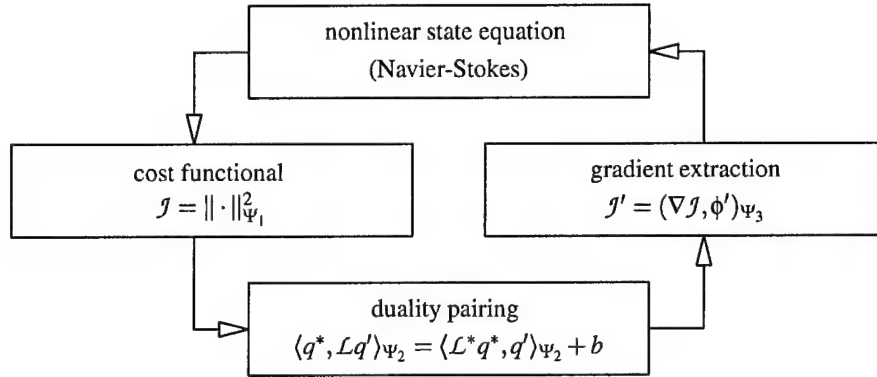 nonlinear state equation
(Navier-Stokes)
cost functional
𝒥 = ‖ · ‖²_Ψ₁
gradient extraction
𝒥′ = (∇𝒥, ϕ′)_Ψ₃
duality pairing
⟨q*, ℒq′⟩_Ψ₂ = ⟨ℒ*q*, q′⟩_Ψ₂ + b